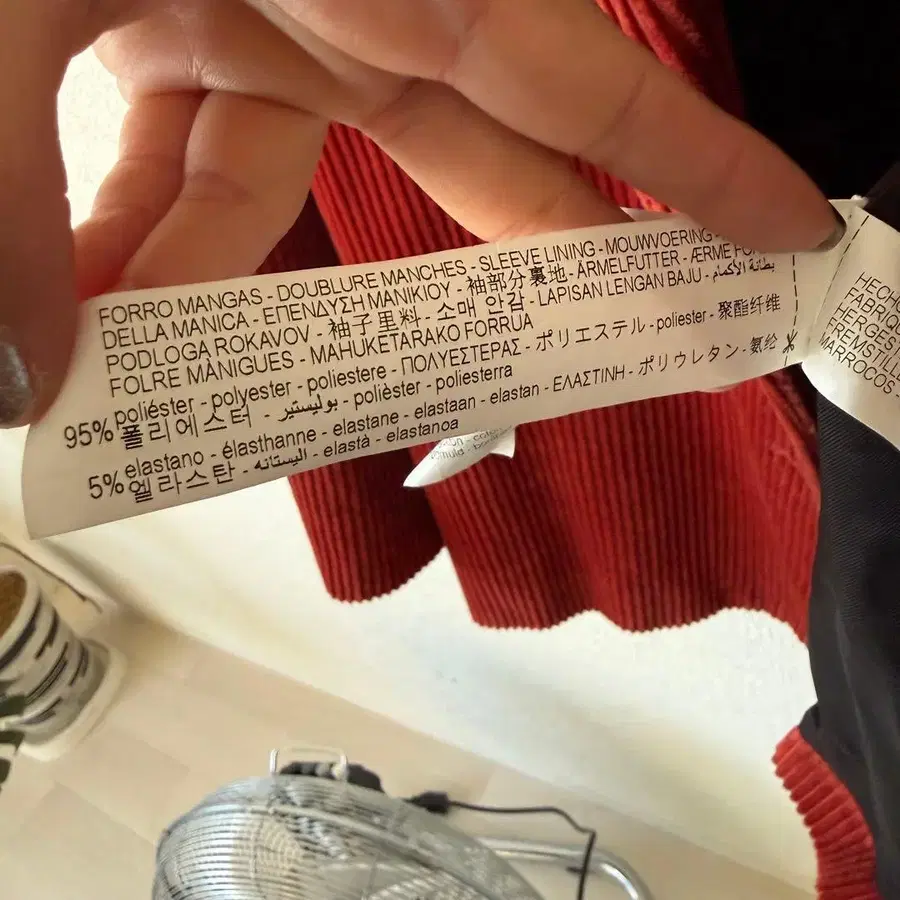 FORRO MANGAS - DOUBLURE MANCHES - SLEEVE LINING - MOUWVOERING -
DELLA MANICA - ΕΠΕΝΔΥΣΗ ΜΑΝΙΚΙΟΥ - 袖部分裏地 - ÄRMELFUTTER - ÆRME
PODLOGA ROKAVOV - 袖子里料 - 소매 안감 - LAPISAN LENGAN BAJU - بطانة الأكمام
FOLRE MÀNIGUES - MAHUKETARAKO FORRUA
95% poliéster - polyester - poliestere - ΠΟΛΥΕΣΤΕΡΑΣ - ポリエステル - poliester - 聚酯纤维
폴리에스터 - بوليستير - polièster - poliesterra
5% elastano - élasthanne - elastane - elastaan - elastan - ΕΛΑΣΤΙΝΗ - ポリウレタン - 氨纶
엘라스탄 - اليستانه - elastà - elastanoa
HECHO
FABRIQU
HERGES
FREMSTILLE
MARROCOS -